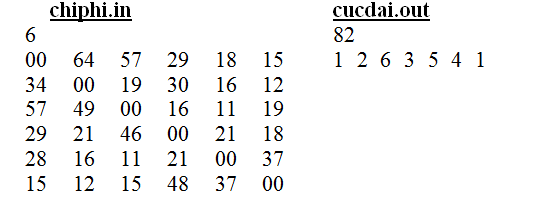 chiphi.in cucdai.out
6 82
00 64 57 29 18 15 1 2 6 3 5 4 1
34 00 19 30 16 12
57 49 00 16 11 19
29 21 46 00 21 18
28 16 11 21 00 37
15 12 15 48 37 00